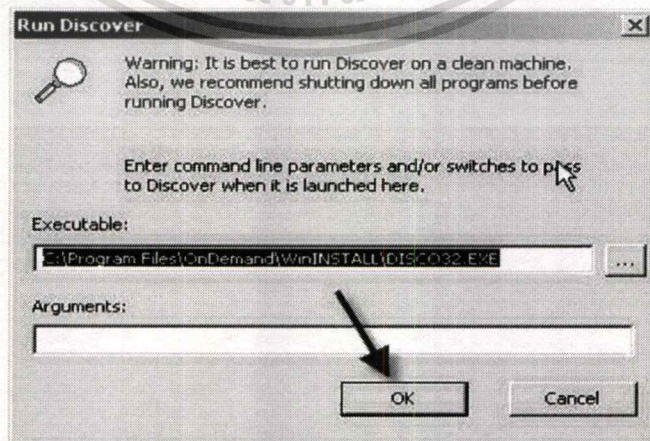 Run Discover
Warning: It is best to run Discover on a clean machine.
Also, we recommend shutting down all programs before
running Discover.
Enter command line parameters and/or switches to pass
to Discover when it is launched here.
Executable:
C:\Program Files\OnDemand\WinINSTALL\DISCO32.EXE
...
Arguments:
OK
Cancel